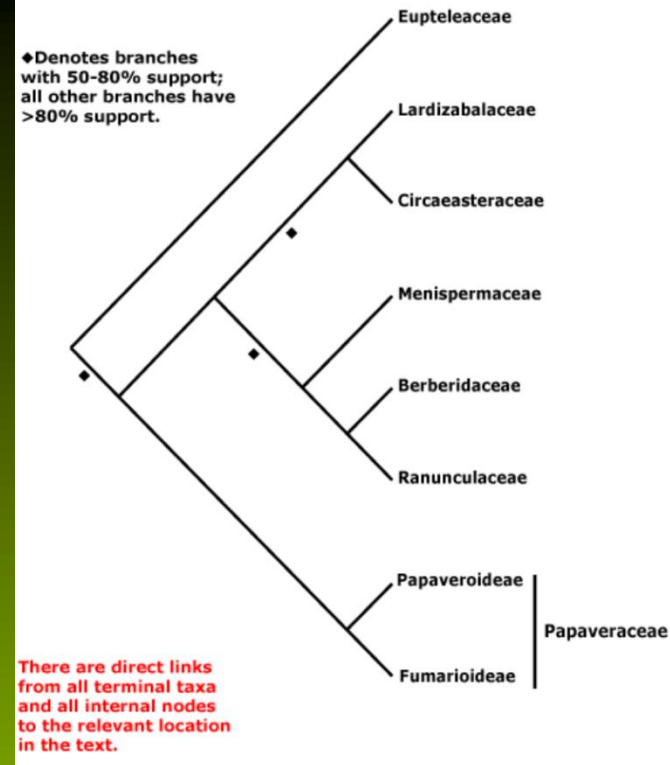 Eupteleaceae
◆Denotes branches
with 50-80% support;
all other branches have
>80% support.
Lardizabalaceae
Circaeasteraceae
Menispermaceae
Berberidaceae
Ranunculaceae
Papaveroideae
Papaveraceae
Fumarioideae
There are direct links
from all terminal taxa
and all internal nodes
to the relevant location
in the text.